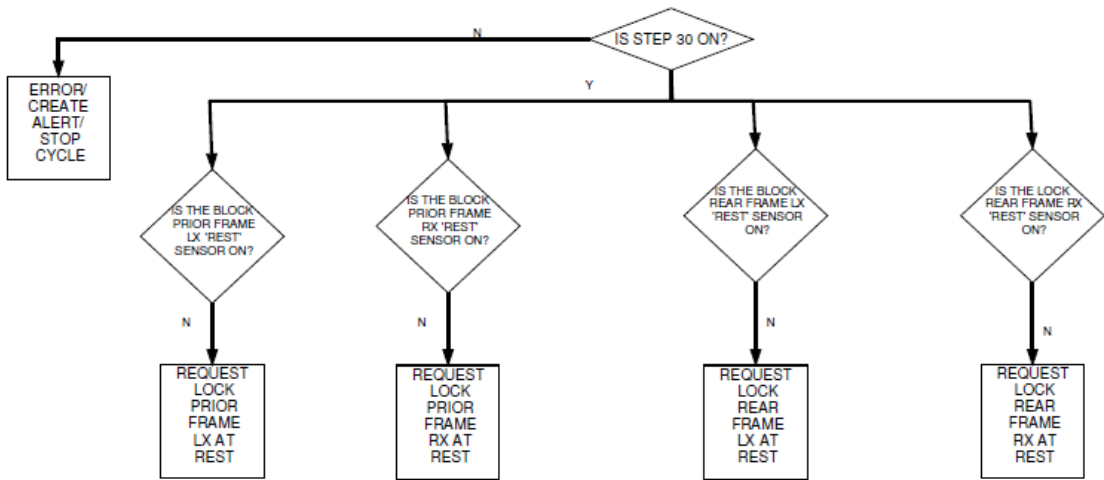 N
IS STEP 30 ON?
ERROR/
CREATE
ALERT/
STOP
CYCLE
Y
IS THE BLOCK
PRIOR FRAME
LX 'REST'
SENSOR ON?
IS THE BLOCK
PRIOR FRAME
RX 'REST'
SENSOR ON?
IS THE BLOCK
REAR FRAME LX
'REST' SENSOR
ON?
IS THE LOCK
REAR FRAME RX
'REST' SENSOR
ON?
N
N
N
N
REQUEST
LOCK
PRIOR
FRAME
LX AT
REST
REQUEST
LOCK
PRIOR
FRAME
RX AT
REST
REQUEST
LOCK
REAR
FRAME
LX AT
REST
REQUEST
LOCK
REAR
FRAME
RX AT
REST